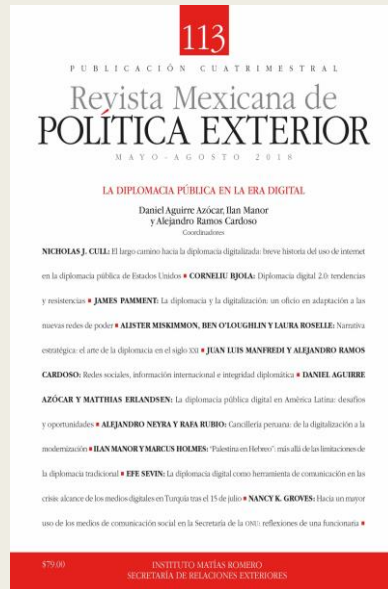 113
PUBLICACIÓN CUATRIMESTRAL
Revista Mexicana de
POLÍTICA EXTERIOR
MAYO-AGOSTO 2018
LA DIPLOMACIA PÚBLICA EN LA ERA DIGITAL
Daniel Aguirre Azócar, Ilan Manor
y Alejandro Ramos Cardoso
Coordinadores
NICHOLAS J. CULL: El largo camino hacia la diplomacia digitalizada: breve historia del uso de internet
en la diplomacia pública de Estados Unidos ■ CORNELIU BJOLA: Diplomacia digital 2.0: tendencias
y resistencias ■ JAMES PAMMENT: La diplomacia y la digitalización: un oficio en adaptación a las
nuevas redes de poder ■ ALISTER MISKIMMON, BEN O'LOUGHLIN Y LAURA ROSELLE: Narrativa
estratégica: el arte de la diplomacia en el siglo XXI ■ JUAN LUIS MANFREDI Y ALEJANDRO RAMOS
CARDOSO: Redes sociales, información internacional e integridad diplomática ■ DANIEL AGUIRRE
AZÓCAR Y MATTHIAS ERLANDSEN: La diplomacia pública digital en América Latina: desafíos
y oportunidades ■ ALEJANDRO NEYRA Y RAFA RUBIO: Cancillería peruana: de la digitalización a la
modernización ■ ILAN MANOR Y MARCUS HOLMES: "Palestina en Hebreo": más allá de las limitaciones de
la diplomacia tradicional ■ EFE SEVIN: La diplomacia digital como herramienta de comunicación en las
crisis: alcance de los medios digitales en Turquía tras el 15 de julio ■ NANCY K. GROVES: Hacia un mayor
uso de los medios de comunicación social en la Secretaría de la ONU: reflexiones de una funcionaria ■
$79.00
INSTITUTO MATÍAS ROMERO
SECRETARÍA DE RELACIONES EXTERIORES